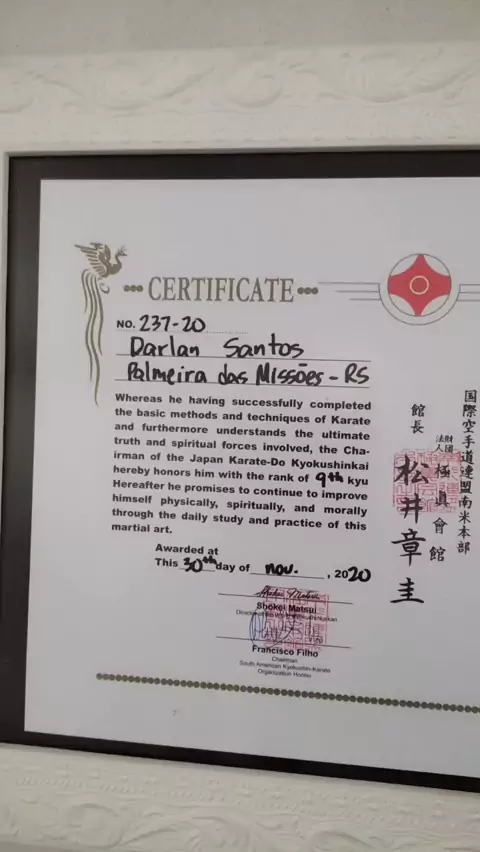 CERTIFICATE
NO. 237-20
Darlan Santos
Palmeira das Missões - RS
Whereas he having successfully completed
the basic methods and techniques of Karate
and furthermore understands the ultimate
truth and spiritual forces involved, the Cha-
irman of the Japan Karate-Do Kyokushinkai
hereby honors him with the rank of 9th kyu
Hereafter he promises to continue to improve
himself physically, spiritually, and morally
through the daily study and practice of this
martial art.
Awarded at
This 30th day of nov. , 2020
Shokei Matsui
Shokei Matsui
Francisco Filho
Chairman
South American Kyokushin-Karate
Organization Honbu
国際空手道連盟南米本部
財団法人 極真會館
館長 松井章圭